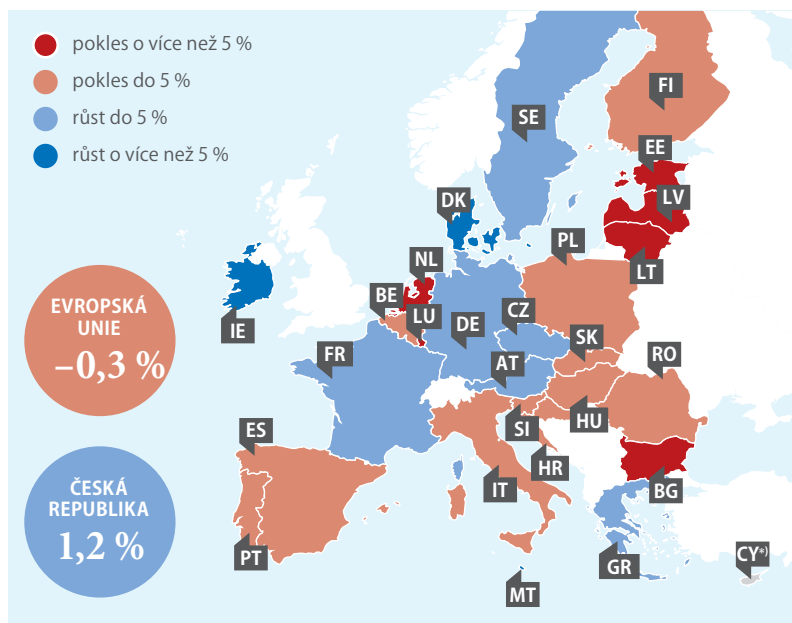 pokles o více než 5 %
pokles do 5 %
růst do 5 %
růst o více než 5 %
FI
SE
EE
LV
DK
PL
NL
LT
BE
EVROPSKÁ
UNIE
–0,3 %
IE
LU
DE
CZ
FR
SK
AT
RO
SI
HU
ES
HR
IT
BG
ČESKÁ
REPUBLIKA
1,2 %
PT
GR
CY*)
MT